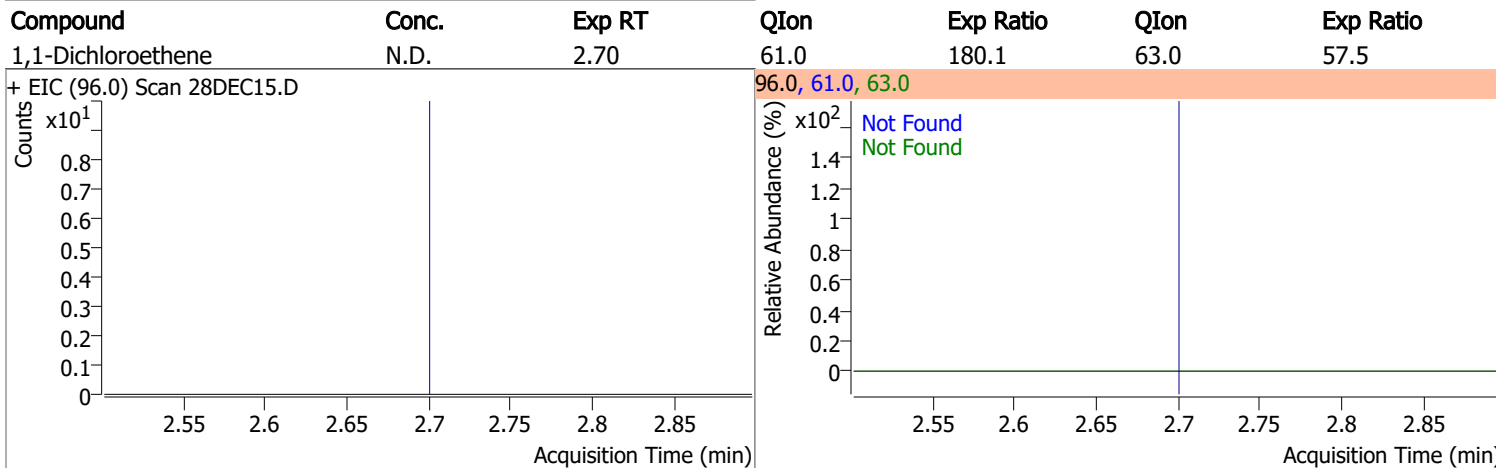 Compound Conc. Exp RT QIon Exp Ratio QIon Exp Ratio
1,1-Dichloroethene N.D. 2.70 61.0 180.1 63.0 57.5
+ EIC (96.0) Scan 28DEC15.D
Counts
x10^1
0.8
0.7
0.6
0.5
0.4
0.3
0.2
0.1
0
2.55 2.6 2.65 2.7 2.75 2.8 2.85
Acquisition Time (min)
96.0, 61.0, 63.0
Relative Abundance (%)
x10^2
Not Found
Not Found
1.4
1.2
1
0.8
0.6
0.4
0.2
0
2.55 2.6 2.65 2.7 2.75 2.8 2.85
Acquisition Time (min)